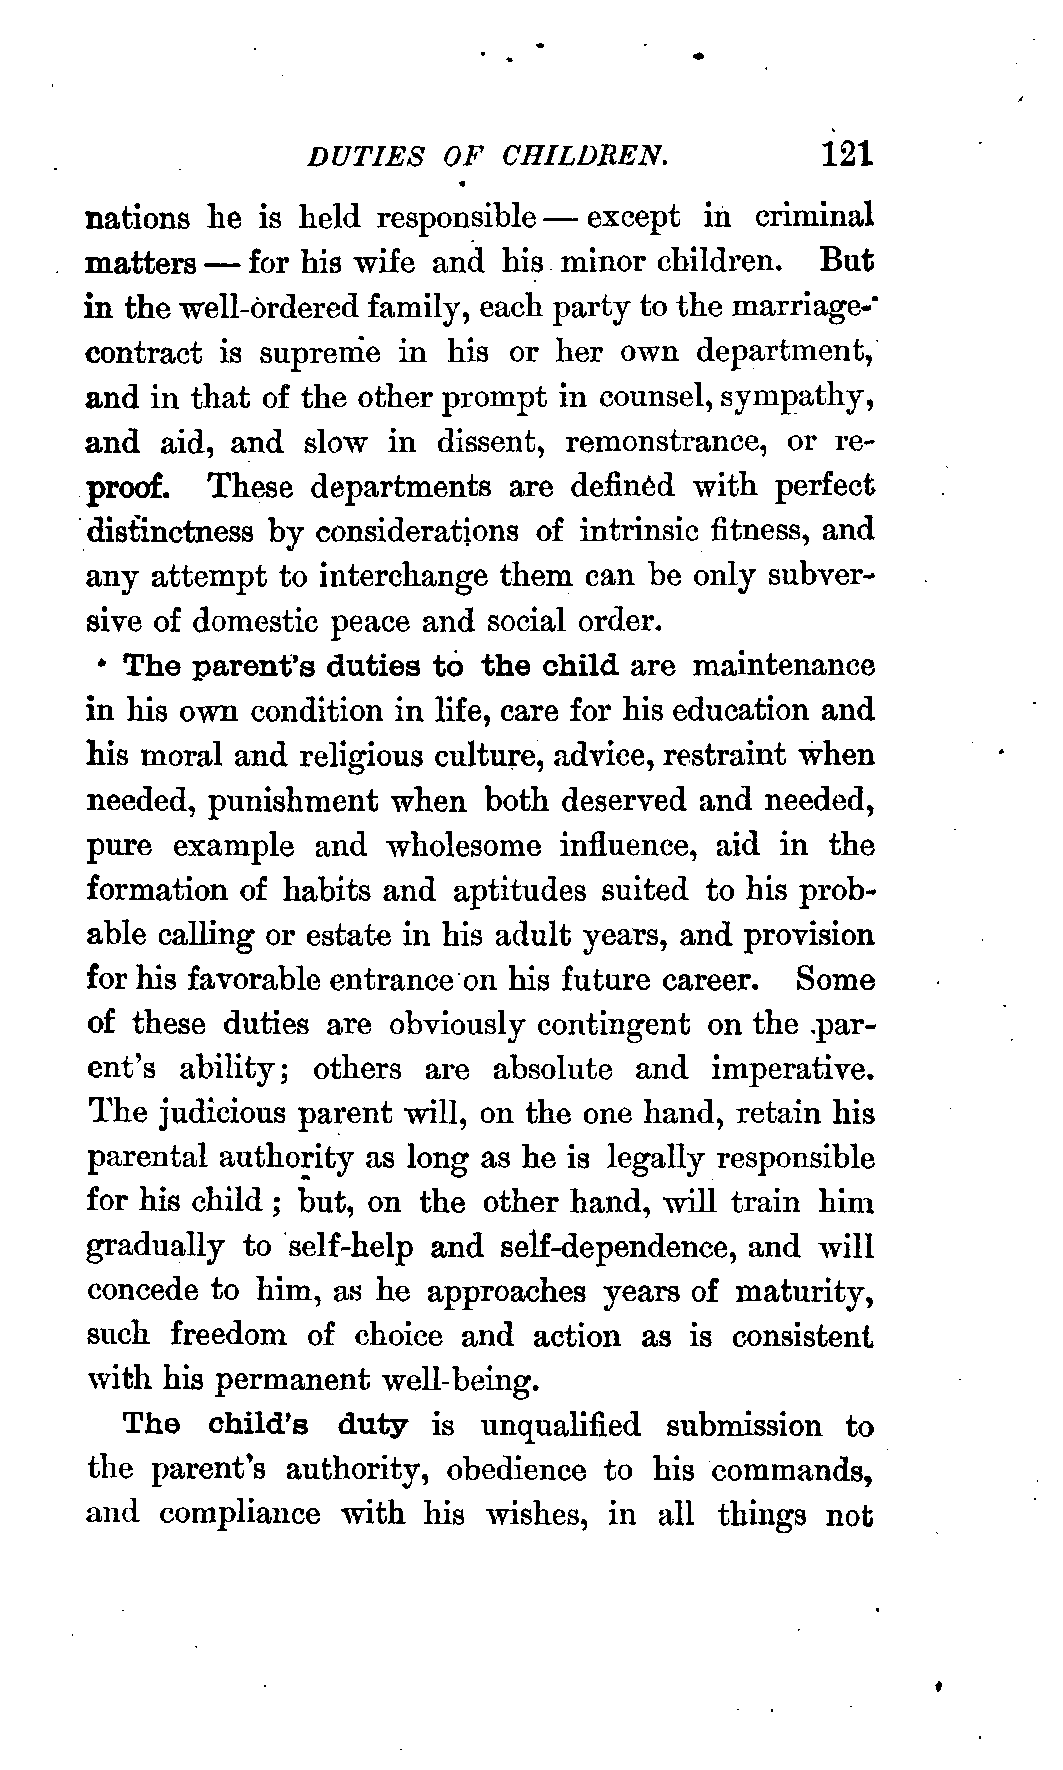 DUTIES OF CHILDREN. 121
nations he is held responsible — except in criminal
matters — for his wife and his minor children. But
in the well-ordered family, each party to the marriage-
contract is supreme in his or her own department,
and in that of the other prompt in counsel, sympathy,
and aid, and slow in dissent, remonstrance, or re-
proof. These departments are defined with perfect
distinctness by considerations of intrinsic fitness, and
any attempt to interchange them can be only subver-
sive of domestic peace and social order.
The parent's duties to the child are maintenance
in his own condition in life, care for his education and
his moral and religious culture, advice, restraint when
needed, punishment when both deserved and needed,
pure example and wholesome influence, aid in the
formation of habits and aptitudes suited to his prob-
able calling or estate in his adult years, and provision
for his favorable entrance on his future career. Some
of these duties are obviously contingent on the par-
ent's ability; others are absolute and imperative.
The judicious parent will, on the one hand, retain his
parental authority as long as he is legally responsible
for his child; but, on the other hand, will train him
gradually to self-help and self-dependence, and will
concede to him, as he approaches years of maturity,
such freedom of choice and action as is consistent
with his permanent well-being.
The child's duty is unqualified submission to
the parent's authority, obedience to his commands,
and compliance with his wishes, in all things not